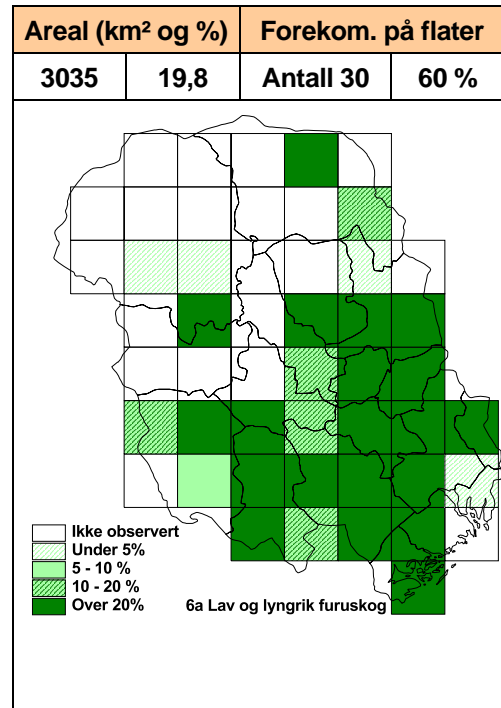 Areal (km² og %) Forekom. på flater
3035 19,8 Antall 30 60 %
Ikke observert
Under 5%
5 - 10 %
10 - 20 %
Over 20% 6a Lav og lyngrik furuskog